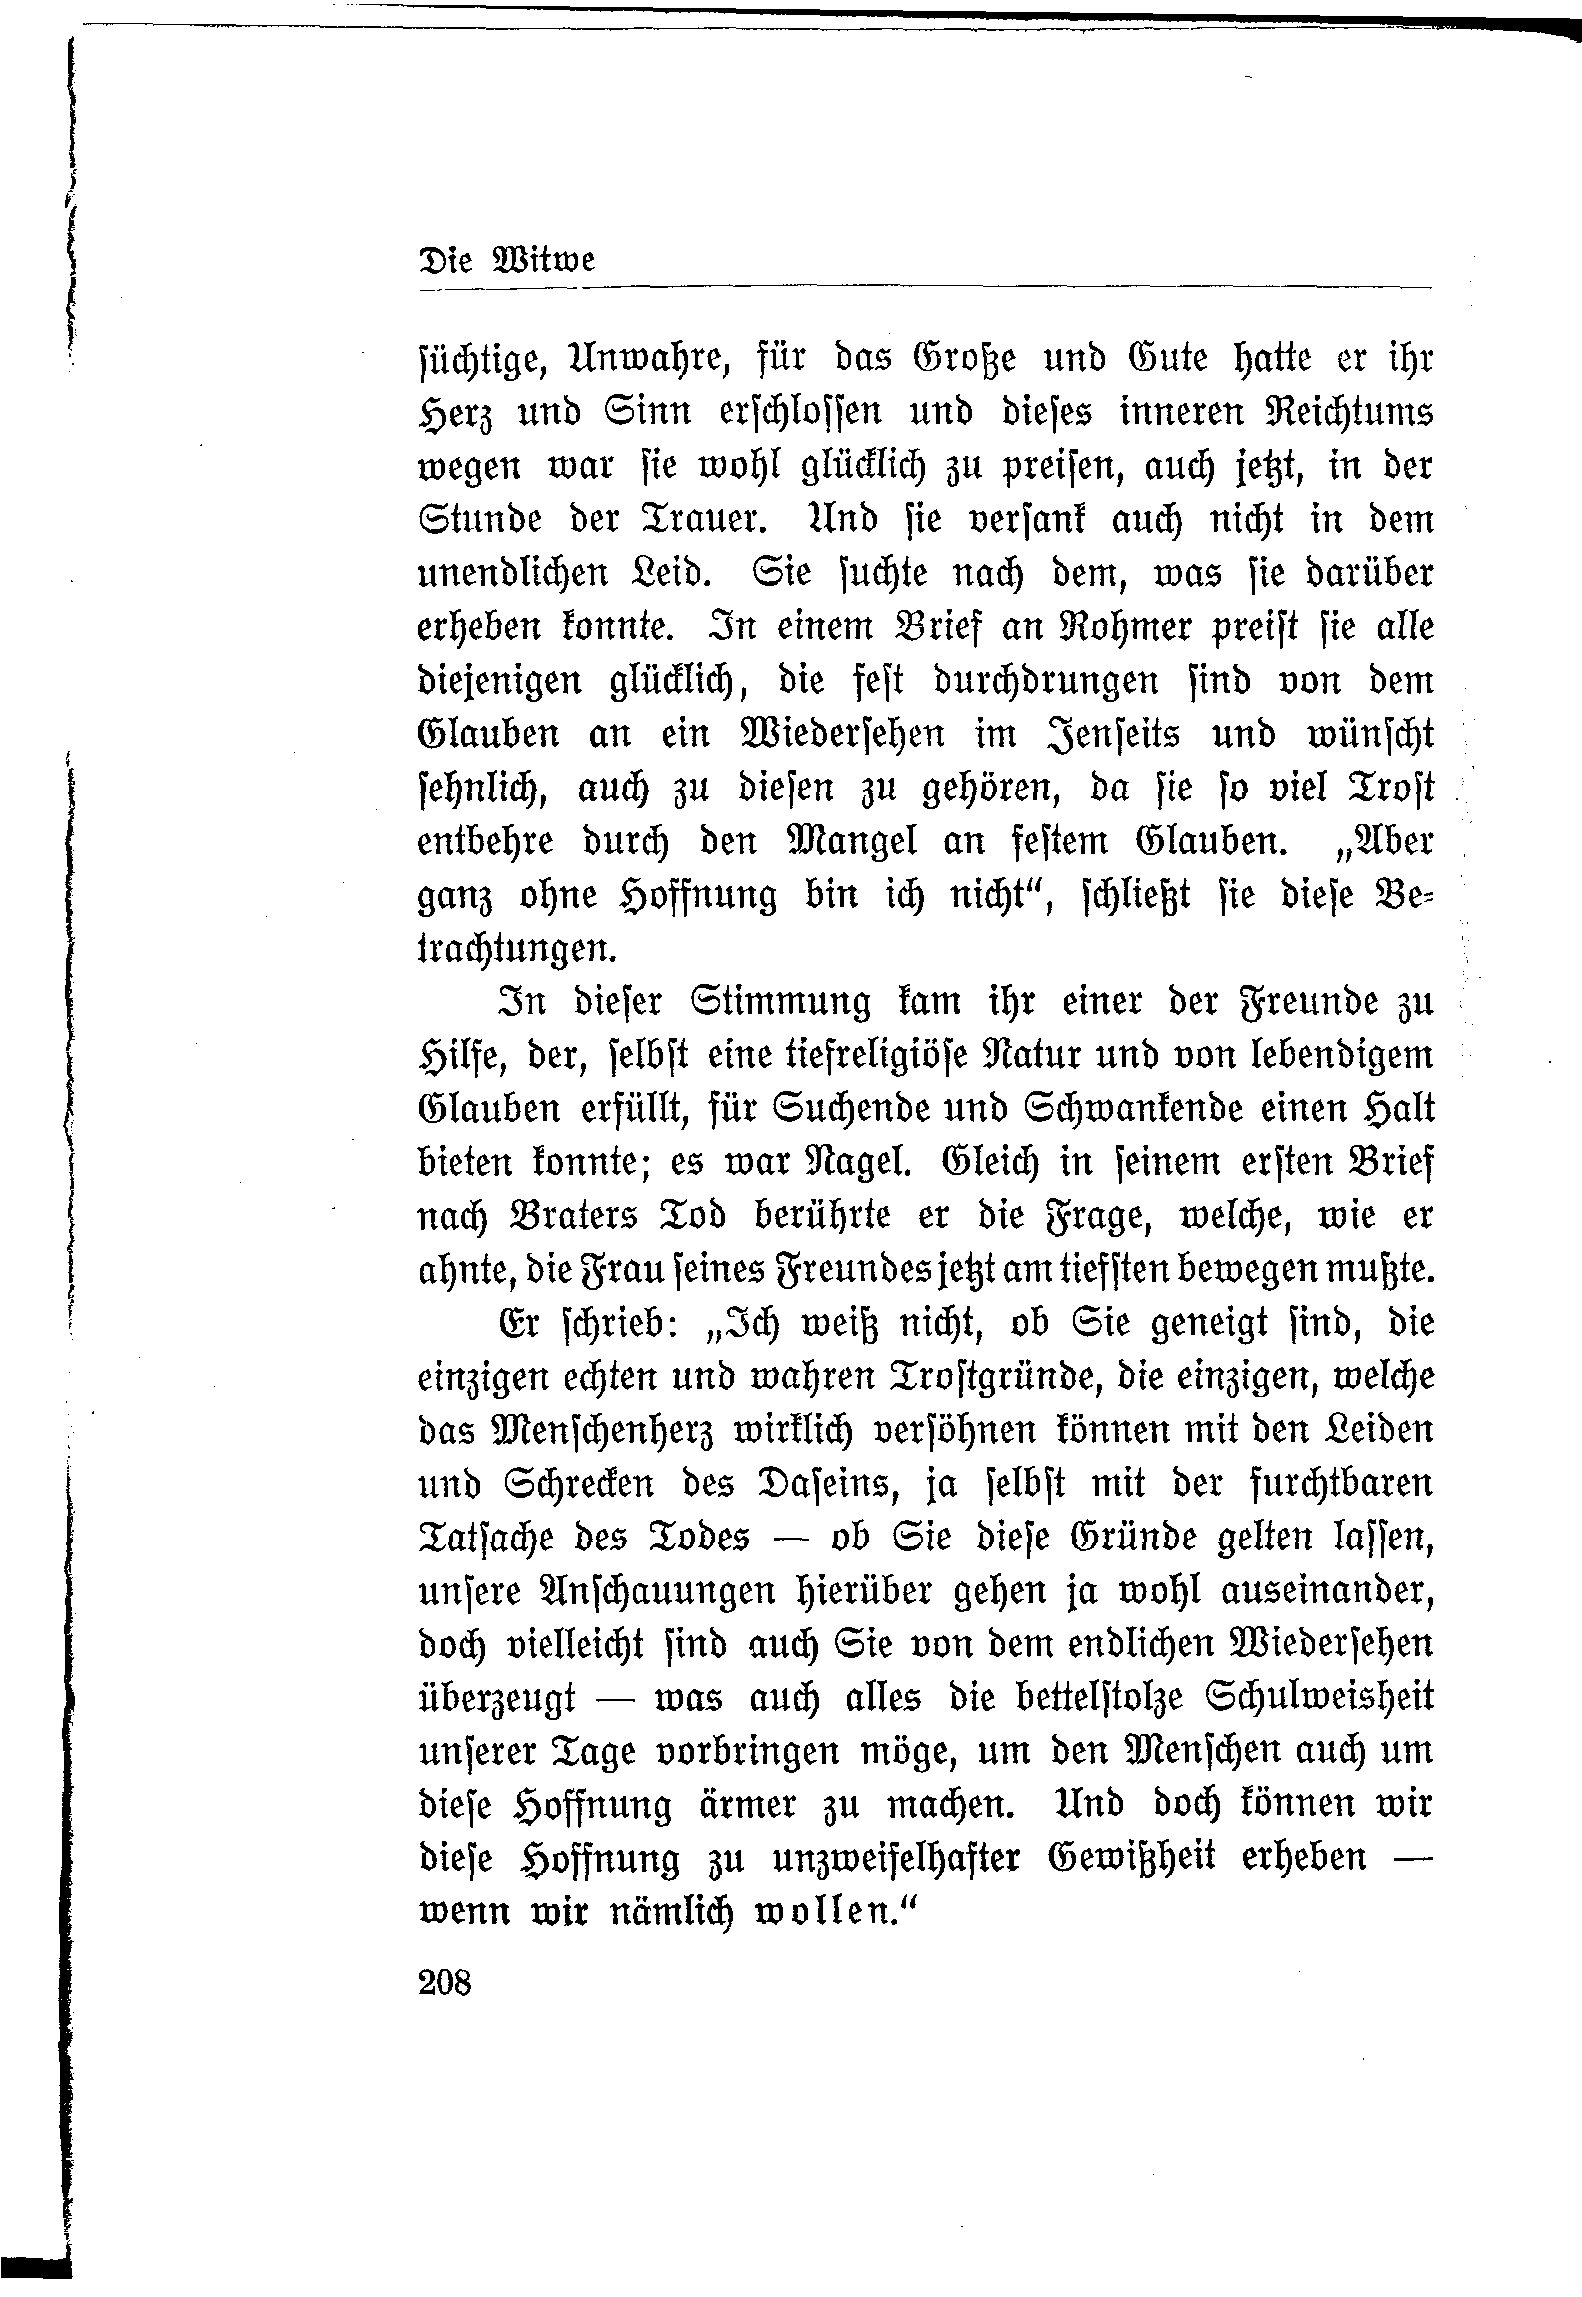 Die Witwe
süchtige, Unwahre, für das Große und Gute hatte er ihr
Herz und Sinn erschlossen und dieses inneren Reichtums
wegen war sie wohl glücklich zu preisen, auch jetzt, in der
Stunde der Trauer. Und sie versank auch nicht in dem
unendlichen Leid. Sie suchte nach dem, was sie darüber
erheben konnte. In einem Brief an Rohmer preist sie alle
diejenigen glücklich, die fest durchdrungen sind von dem
Glauben an ein Wiedersehen im Jenseits und wünscht
sehnlich, auch zu diesen zu gehören, da sie so viel Trost
entbehre durch den Mangel an festem Glauben. „Aber
ganz ohne Hoffnung bin ich nicht“, schließt sie diese Be-
trachtungen.
In dieser Stimmung kam ihr einer der Freunde zu
Hilfe, der, selbst eine tiefreligiöse Natur und von lebendigem
Glauben erfüllt, für Suchende und Schwankende einen Halt
bieten konnte; es war Nagel. Gleich in seinem ersten Brief
nach Braters Tod berührte er die Frage, welche, wie er
ahnte, die Frau seines Freundes jetzt am tiefsten bewegen mußte.
Er schrieb: „Ich weiß nicht, ob Sie geneigt sind, die
einzigen echten und wahren Trostgründe, die einzigen, welche
das Menschenherz wirklich versöhnen können mit den Leiden
und Schrecken des Daseins, ja selbst mit der furchtbaren
Tatsache des Todes — ob Sie diese Gründe gelten lassen,
unsere Anschauungen hierüber gehen ja wohl auseinander,
doch vielleicht sind auch Sie von dem endlichen Wiedersehen
überzeugt — was auch alles die bettelstolze Schulweisheit
unserer Tage vorbringen möge, um den Menschen auch um
diese Hoffnung ärmer zu machen. Und doch können wir
diese Hoffnung zu unzweifelhafter Gewißheit erheben —
wenn wir nämlich wollen.“
208